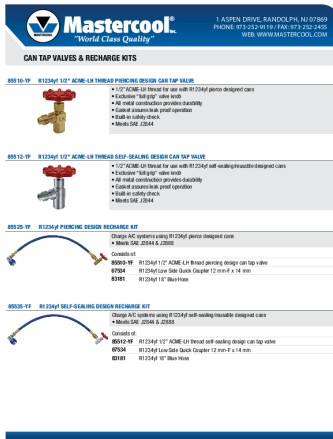 Mastercool® Inc.
"World Class Quality"
1 ASPEN DRIVE, RANDOLPH, NJ 07869
PHONE: 973-252-9119 / FAX: 973-252-2455
WEB: WWW.MASTERCOOL.COM
CAN TAP VALVES & RECHARGE KITS
85510-YF R1234yf 1/2" ACME-LH THREAD PIERCING DESIGN CAN TAP VALVE
• 1/2" ACME-LH thread for use with R1234yf pierce designed cans
• Exclusive "full grip" valve knob
• All metal construction provides durability
• Gasket assures leak proof operation
• Built-in safety check
• Meets SAE J2844
85512-YF R1234yf 1/2" ACME-LH THREAD SELF-SEALING DESIGN CAN TAP VALVE
• 1/2" ACME-LH thread for use with R1234yf self-sealing/reusable designed cans
• Exclusive "full grip" valve knob
• All metal construction provides durability
• Gasket assures leak proof operation
• Built-in safety check
• Meets SAE J2844
85525-YF R1234yf PIERCING DESIGN RECHARGE KIT
Charge A/C systems using R1234yf pierce designed cans
• Meets SAE J2844 & J2888
Consists of:
85510-YF R1234yf 1/2" ACME-LH thread piercing design can tap valve
67534 R1234yf Low Side Quick Coupler 12 mm-F x 14 mm
83181 R1234yf 18" Blue Hose
85535-YF R1234yf SELF-SEALING DESIGN RECHARGE KIT
Charge A/C systems using R1234yf self-sealing/reusable designed cans
• Meets SAE J2844 & J2888
Consists of:
85512-YF R1234yf 1/2" ACME-LH thread self-sealing design can tap valve
67534 R1234yf Low Side Quick Coupler 12 mm-F x 14 mm
83181 R1234yf 18" Blue Hose